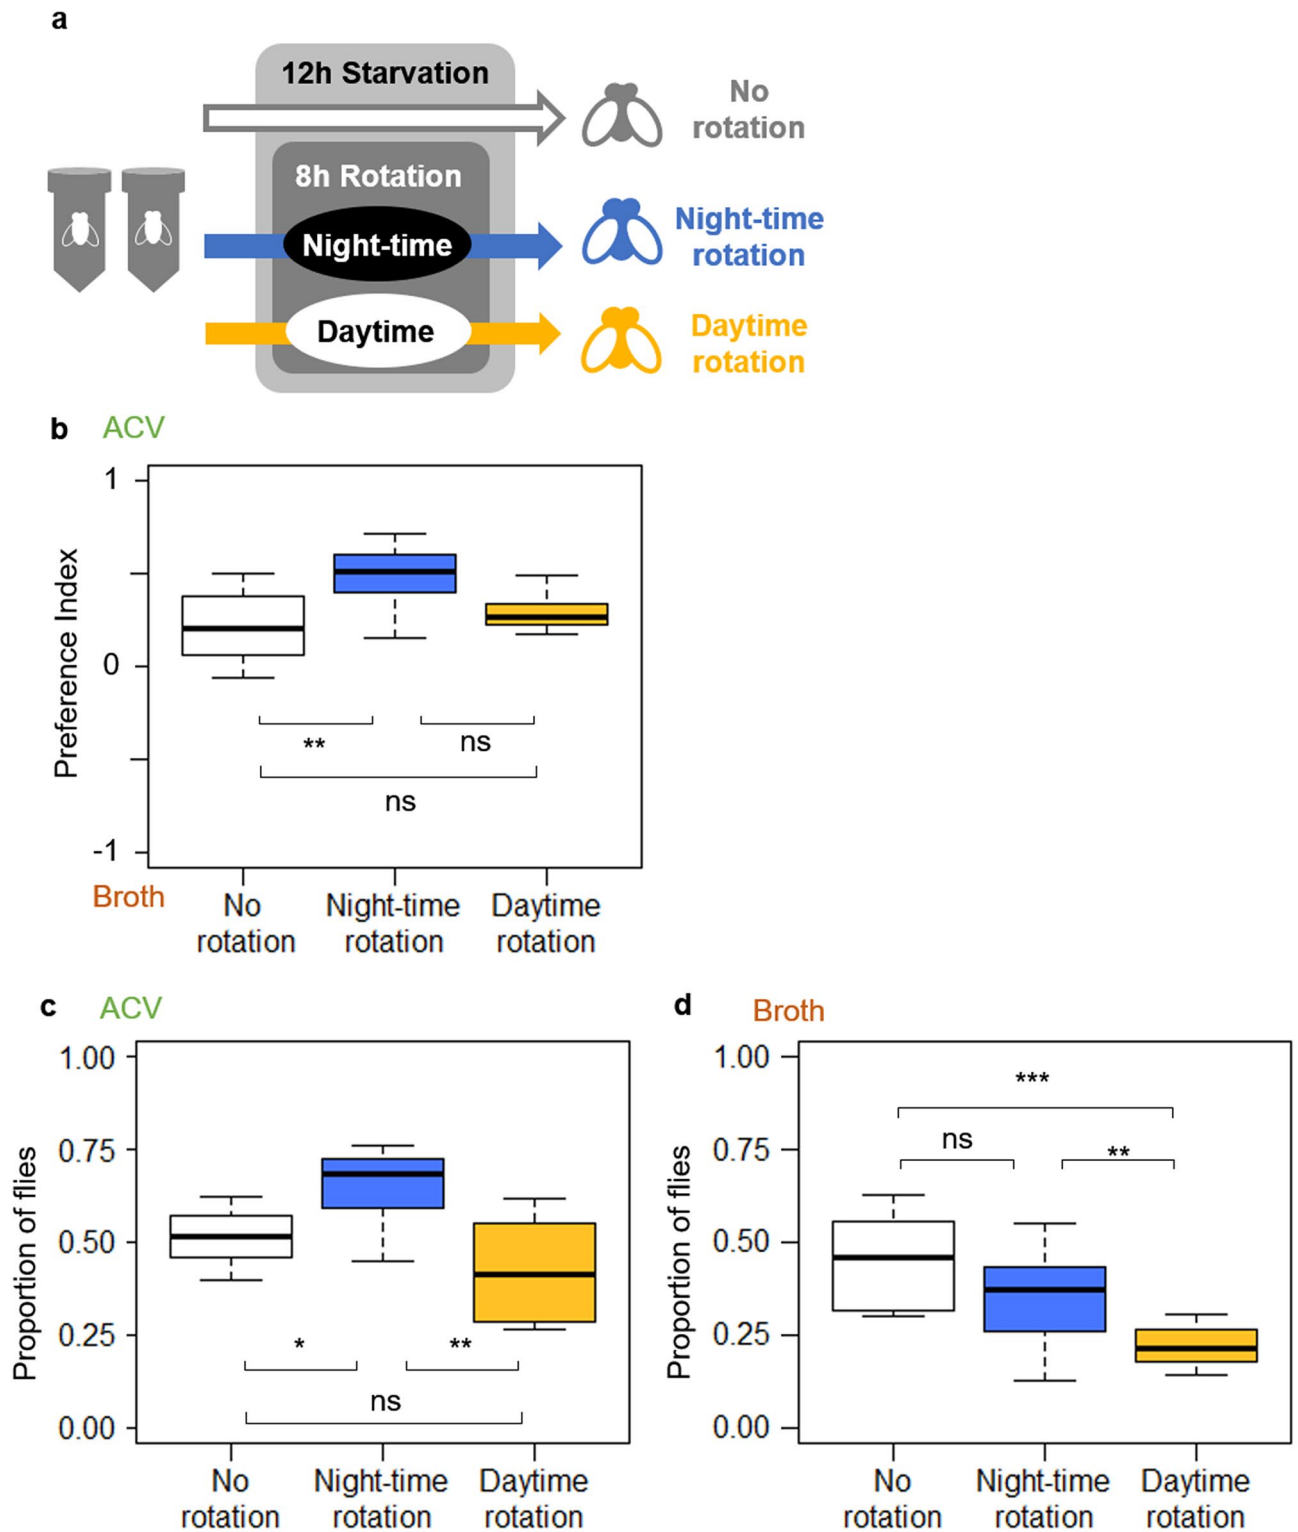 a
12h Starvation
No
rotation
8h Rotation
Night-time
Night-time
rotation
Daytime
Daytime
rotation
b
ACV
1
0
-1
Preference Index
**
ns
ns
Broth
No
rotation
Night-time
rotation
Daytime
rotation
c
ACV
1.00
0.75
0.50
0.25
0.00
Proportion of flies
*
**
ns
No
rotation
Night-time
rotation
Daytime
rotation
d
Broth
1.00
0.75
0.50
0.25
0.00
Proportion of flies
***
ns
**
No
rotation
Night-time
rotation
Daytime
rotation